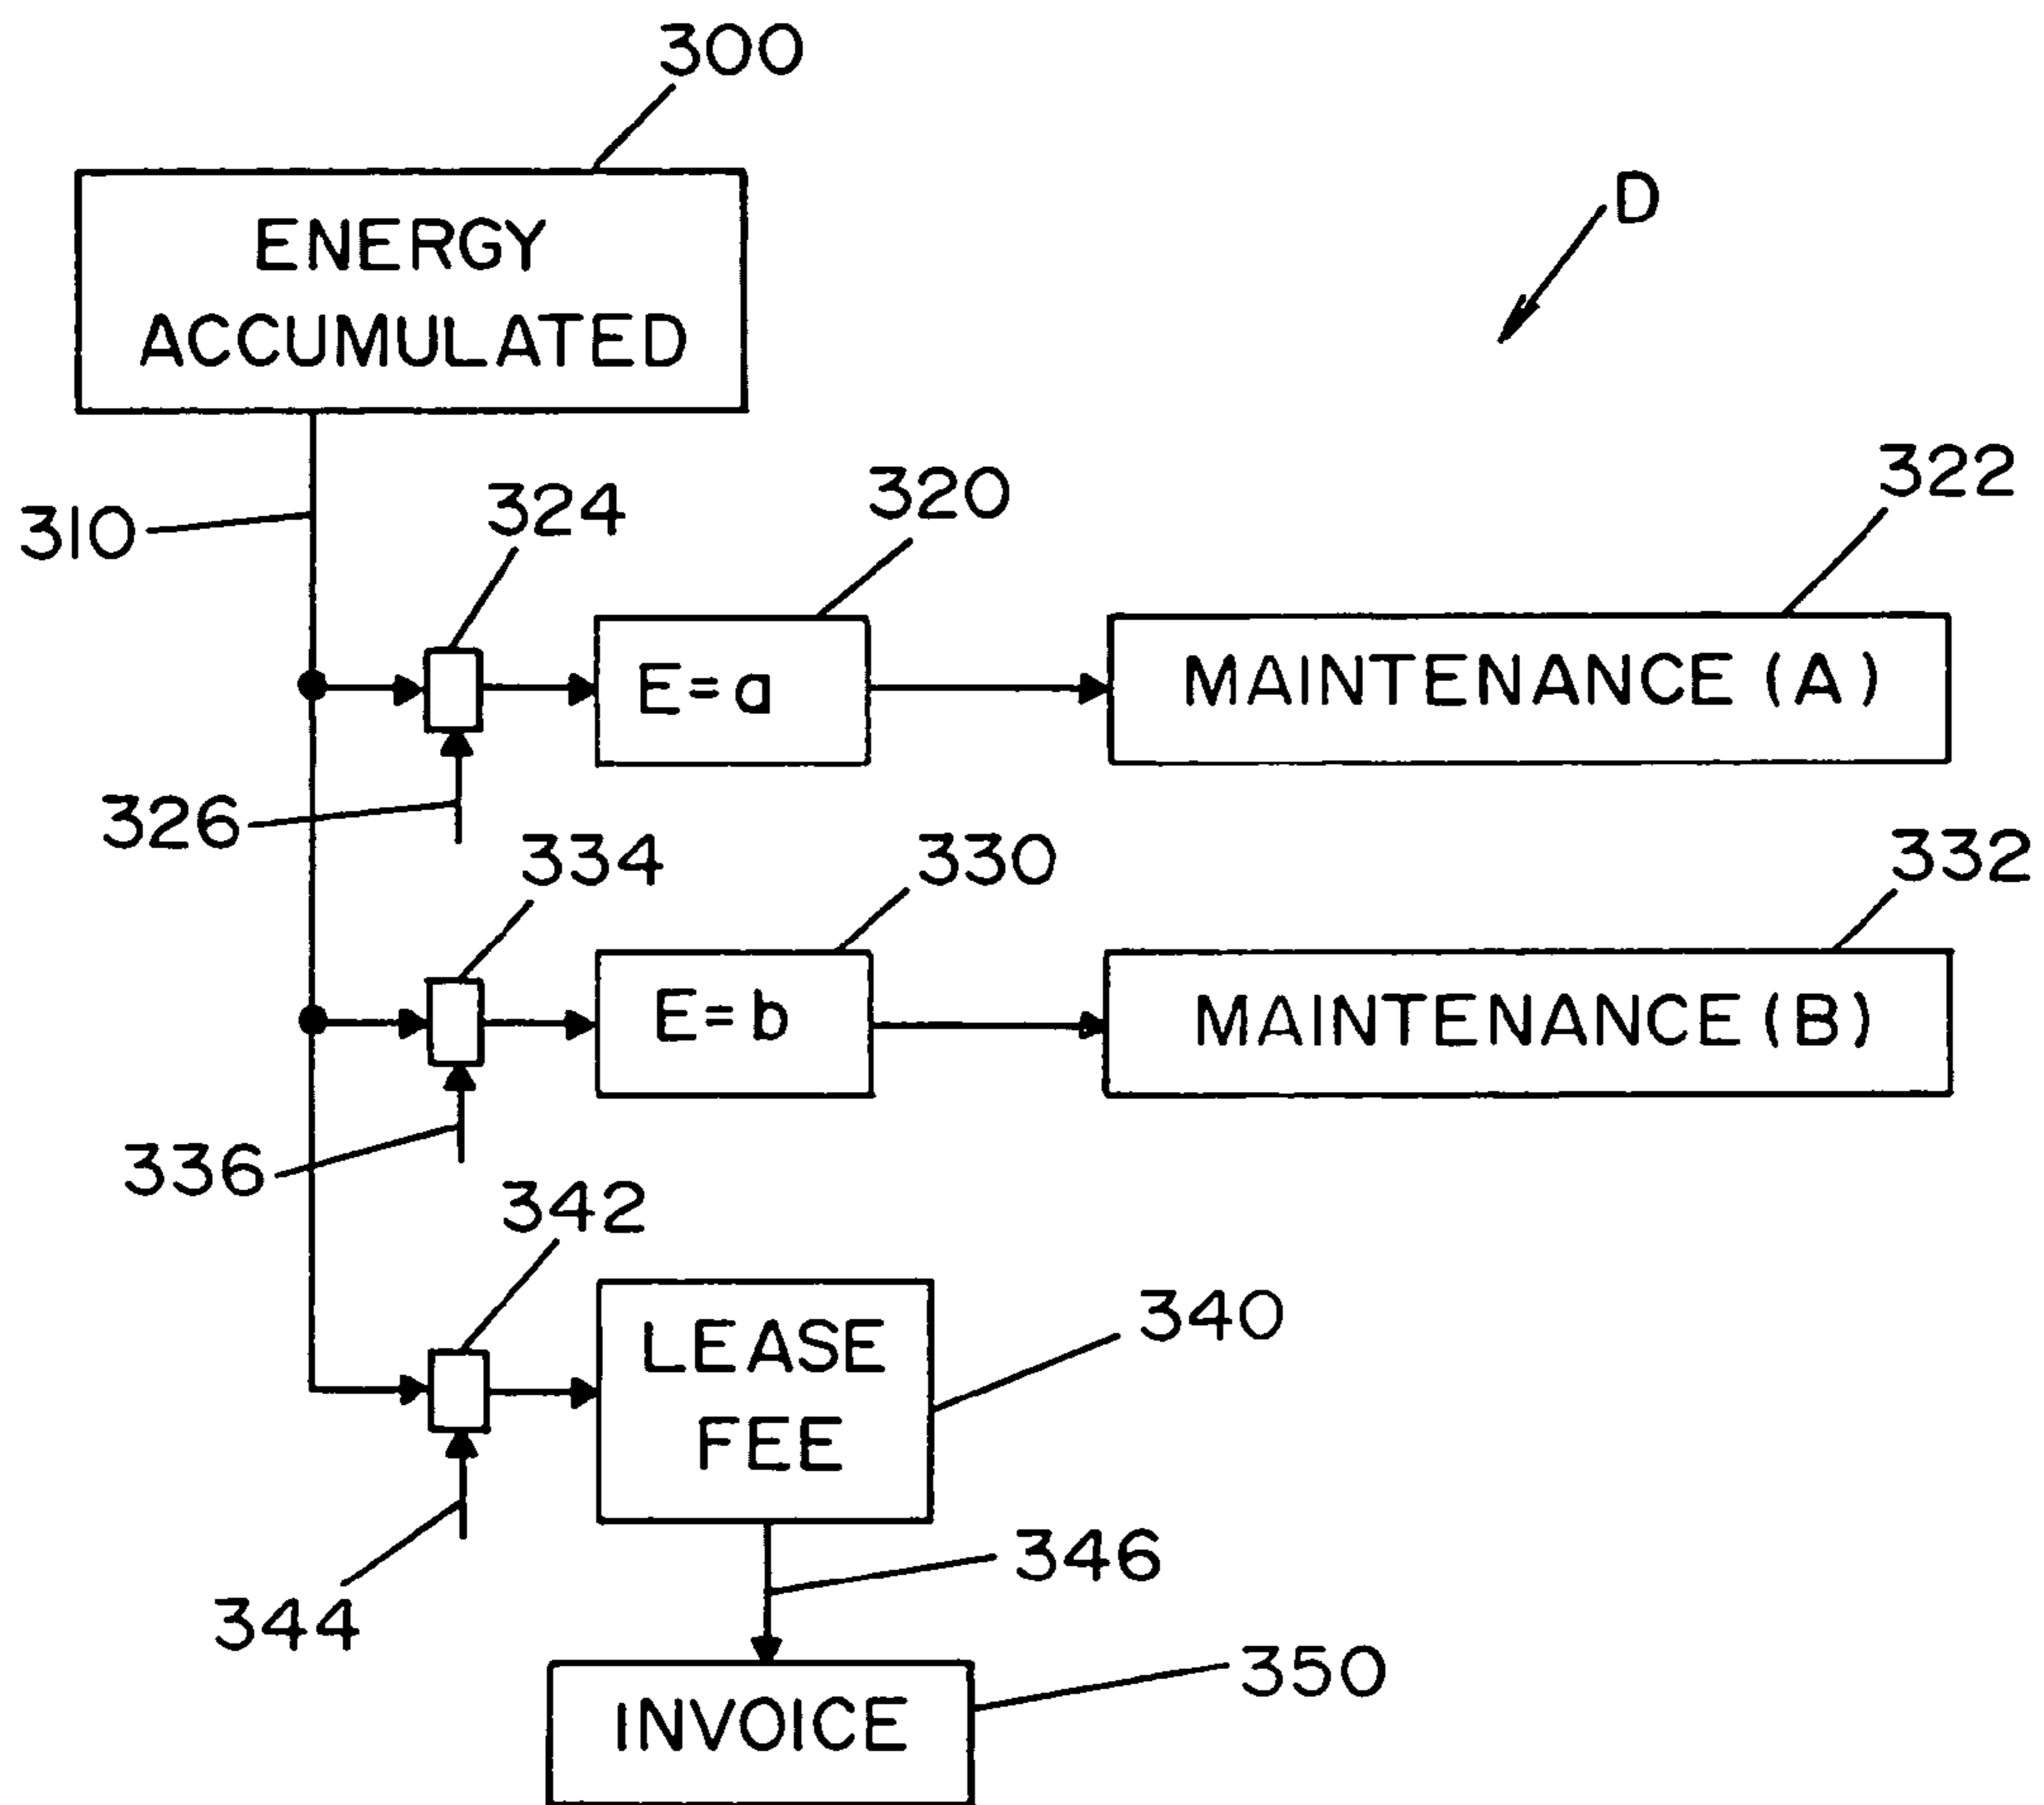 300
D
ENERGY
ACCUMULATED
322
320
324
310
E=a
MAINTENANCE (A)
326
334
330
332
E=b
MAINTENANCE (B)
336
342
LEASE
FEE
340
344
346
350
INVOICE